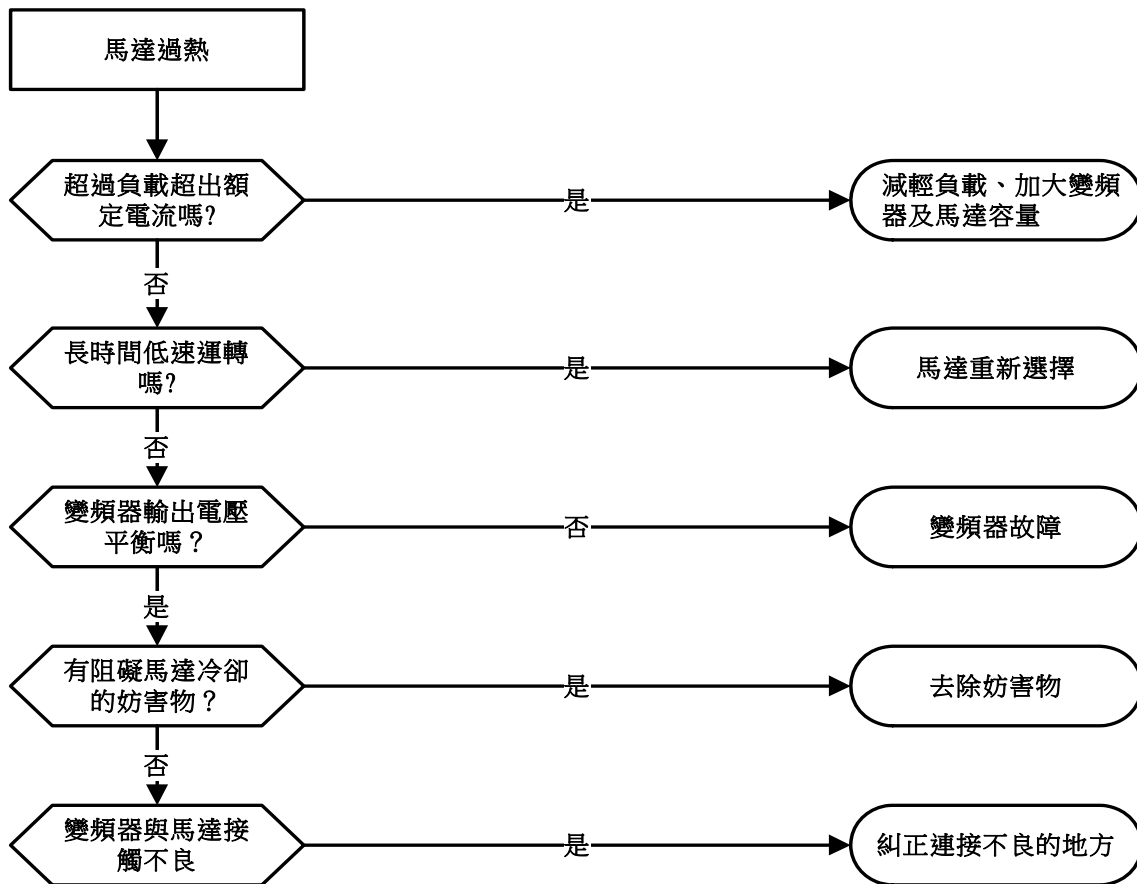 馬達過熱
超過負載超出額
定電流嗎?
是
減輕負載、加大變頻
器及馬達容量
否
長時間低速運轉
嗎?
是
馬達重新選擇
否
變頻器輸出電壓
平衡嗎？
否
變頻器故障
是
有阻礙馬達冷卻
的妨害物？
是
去除妨害物
否
變頻器與馬達接
觸不良
是
糾正連接不良的地方